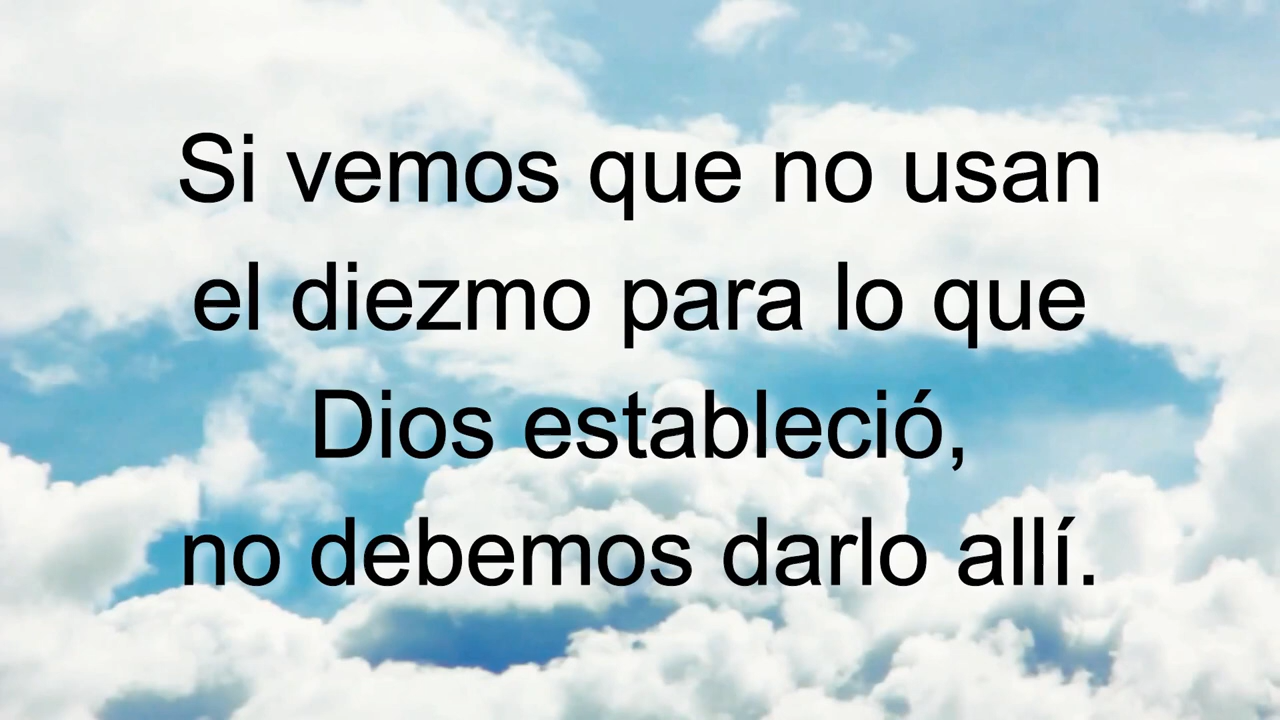 Si vemos que no usan
el diezmo para lo que
Dios estableció,
no debemos darlo allí.